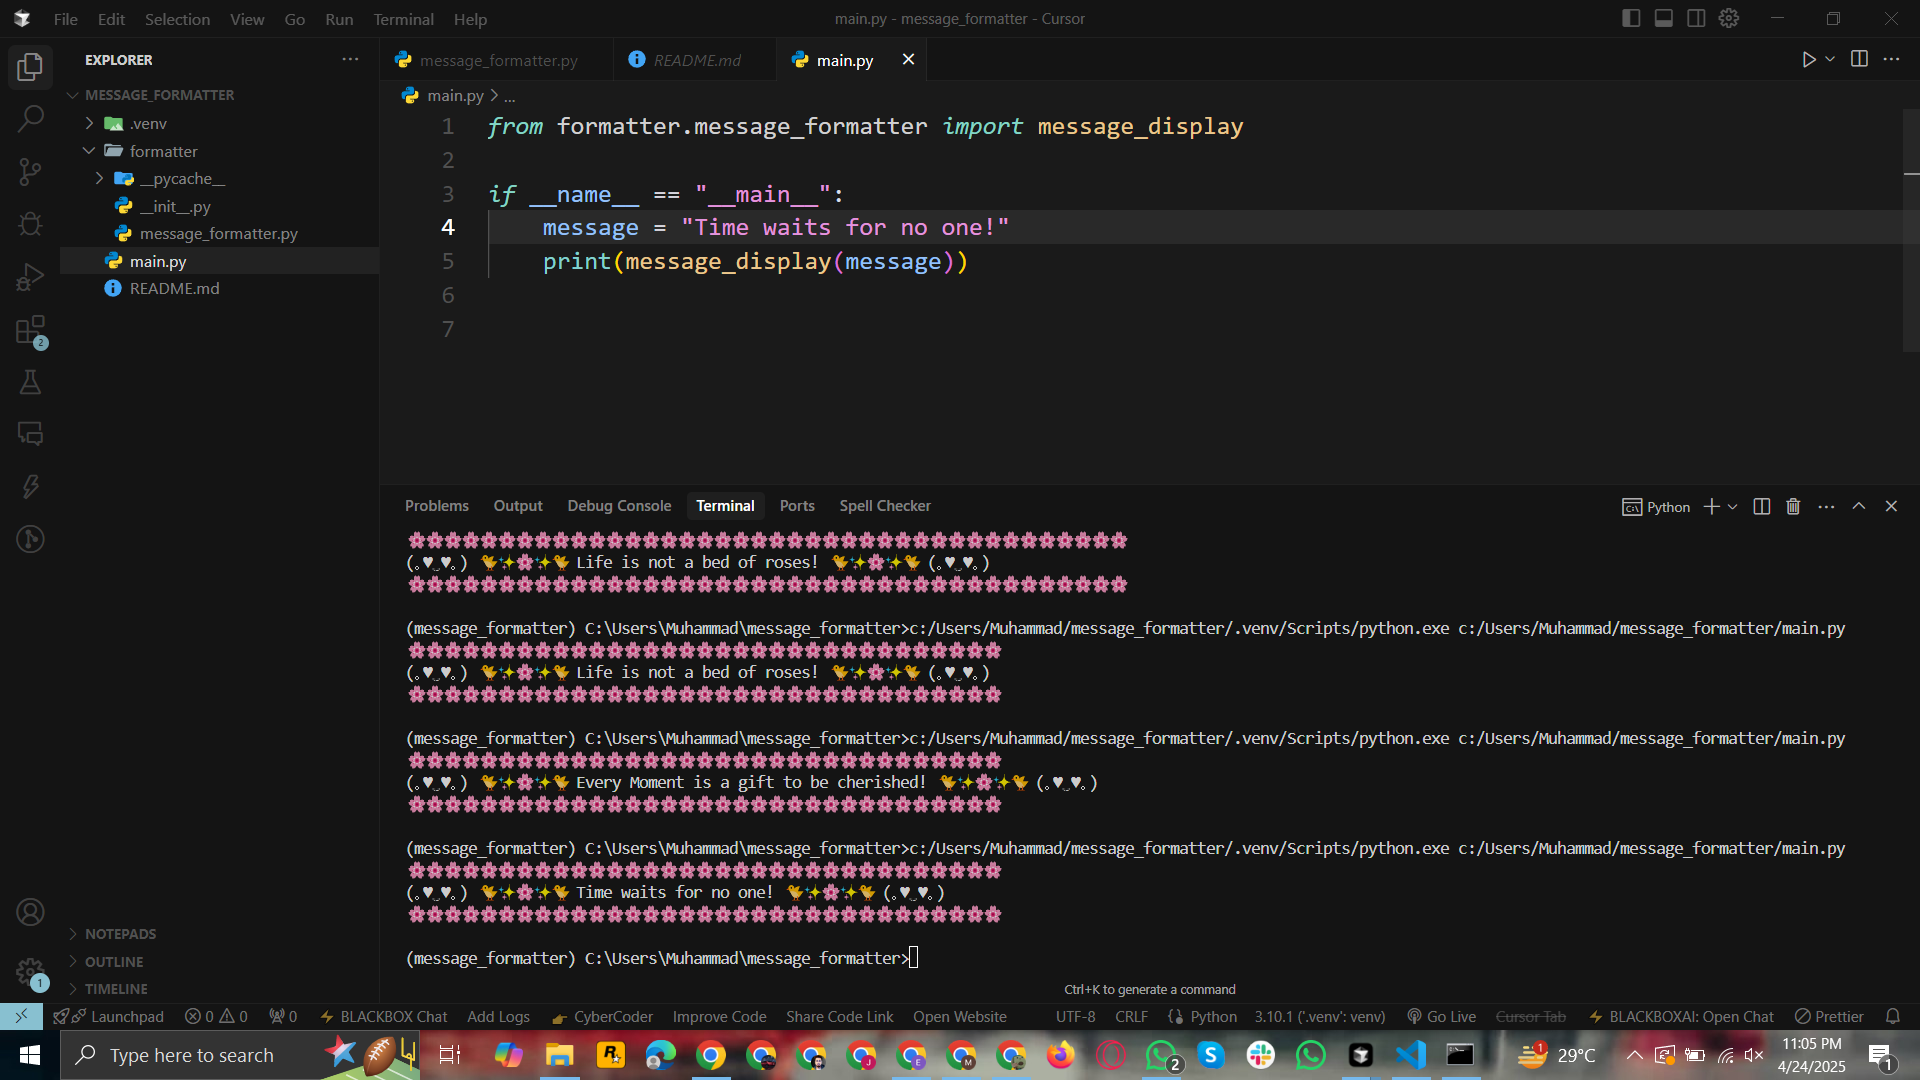 File Edit Selection View Go Run Terminal Help
main.py - message_formatter - Cursor
EXPLORER
MESSAGE_FORMATTER
.venv
formatter
__pycache__
__init__.py
message_formatter.py
main.py
README.md
NOTEPADS
OUTLINE
TIMELINE
2
1
message_formatter.py README.md main.py
main.py > ...
1 from formatter.message_formatter import message_display
2
3 if __name__ == "__main__":
4 message = "Time waits for no one!"
5 print(message_display(message))
6
7
Problems Output Debug Console Terminal Ports Spell Checker
Python
🌸🌸🌸🌸🌸🌸🌸🌸🌸🌸🌸🌸🌸🌸🌸🌸🌸🌸🌸🌸🌸🌸🌸🌸🌸🌸🌸🌸🌸🌸🌸🌸🌸🌸🌸🌸🌸🌸🌸🌸
(｡♥‿♥｡) 🐤✨🌸✨🐤 Life is not a bed of roses! 🐤✨🌸✨🐤 (｡♥‿♥｡)
🌸🌸🌸🌸🌸🌸🌸🌸🌸🌸🌸🌸🌸🌸🌸🌸🌸🌸🌸🌸🌸🌸🌸🌸🌸🌸🌸🌸🌸🌸🌸🌸🌸🌸🌸🌸🌸🌸🌸🌸
(message_formatter) C:\Users\Muhammad\message_formatter>c:/Users/Muhammad/message_formatter/.venv/Scripts/python.exe c:/Users/Muhammad/message_formatter/main.py
🌸🌸🌸🌸🌸🌸🌸🌸🌸🌸🌸🌸🌸🌸🌸🌸🌸🌸🌸🌸🌸🌸🌸🌸🌸🌸🌸🌸🌸🌸🌸🌸🌸
(｡♥‿♥｡) 🐤✨🌸✨🐤 Life is not a bed of roses! 🐤✨🌸✨🐤 (｡♥‿♥｡)
🌸🌸🌸🌸🌸🌸🌸🌸🌸🌸🌸🌸🌸🌸🌸🌸🌸🌸🌸🌸🌸🌸🌸🌸🌸🌸🌸🌸🌸🌸🌸🌸🌸
(message_formatter) C:\Users\Muhammad\message_formatter>c:/Users/Muhammad/message_formatter/.venv/Scripts/python.exe c:/Users/Muhammad/message_formatter/main.py
🌸🌸🌸🌸🌸🌸🌸🌸🌸🌸🌸🌸🌸🌸🌸🌸🌸🌸🌸🌸🌸🌸🌸🌸🌸🌸🌸🌸🌸🌸🌸🌸🌸
(｡♥‿♥｡) 🐤✨🌸✨🐤 Every Moment is a gift to be cherished! 🐤✨🌸✨🐤 (｡♥‿♥｡)
🌸🌸🌸🌸🌸🌸🌸🌸🌸🌸🌸🌸🌸🌸🌸🌸🌸🌸🌸🌸🌸🌸🌸🌸🌸🌸🌸🌸🌸🌸🌸🌸🌸
(message_formatter) C:\Users\Muhammad\message_formatter>c:/Users/Muhammad/message_formatter/.venv/Scripts/python.exe c:/Users/Muhammad/message_formatter/main.py
🌸🌸🌸🌸🌸🌸🌸🌸🌸🌸🌸🌸🌸🌸🌸🌸🌸🌸🌸🌸🌸🌸🌸🌸🌸🌸🌸🌸🌸🌸🌸🌸🌸
(｡♥‿♥｡) 🐤✨🌸✨🐤 Time waits for no one! 🐤✨🌸✨🐤 (｡♥‿♥｡)
🌸🌸🌸🌸🌸🌸🌸🌸🌸🌸🌸🌸🌸🌸🌸🌸🌸🌸🌸🌸🌸🌸🌸🌸🌸🌸🌸🌸🌸🌸🌸🌸🌸
(message_formatter) C:\Users\Muhammad\message_formatter>
Ctrl+K to generate a command
Launchpad 0 0 0 BLACKBOX Chat Add Logs CyberCoder Improve Code Share Code Link Open Website UTF-8 CRLF Python 3.10.1 ('.venv': venv) Go Live Cursor Tab BLACKBOXAI: Open Chat Prettier
Type here to search
2
1
29°C
11:05 PM
4/24/2025
1